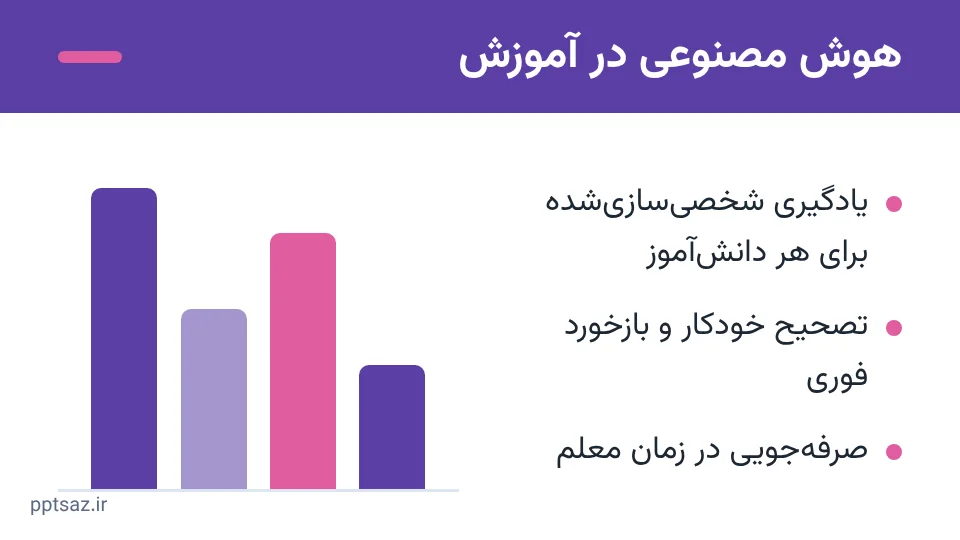 هوش مصنوعی در آموزش
یادگیری شخصی‌سازی‌شده
برای هر دانش‌آموز
تصحیح خودکار و بازخورد
فوری
صرفه‌جویی در زمان معلم
pptsaz.ir